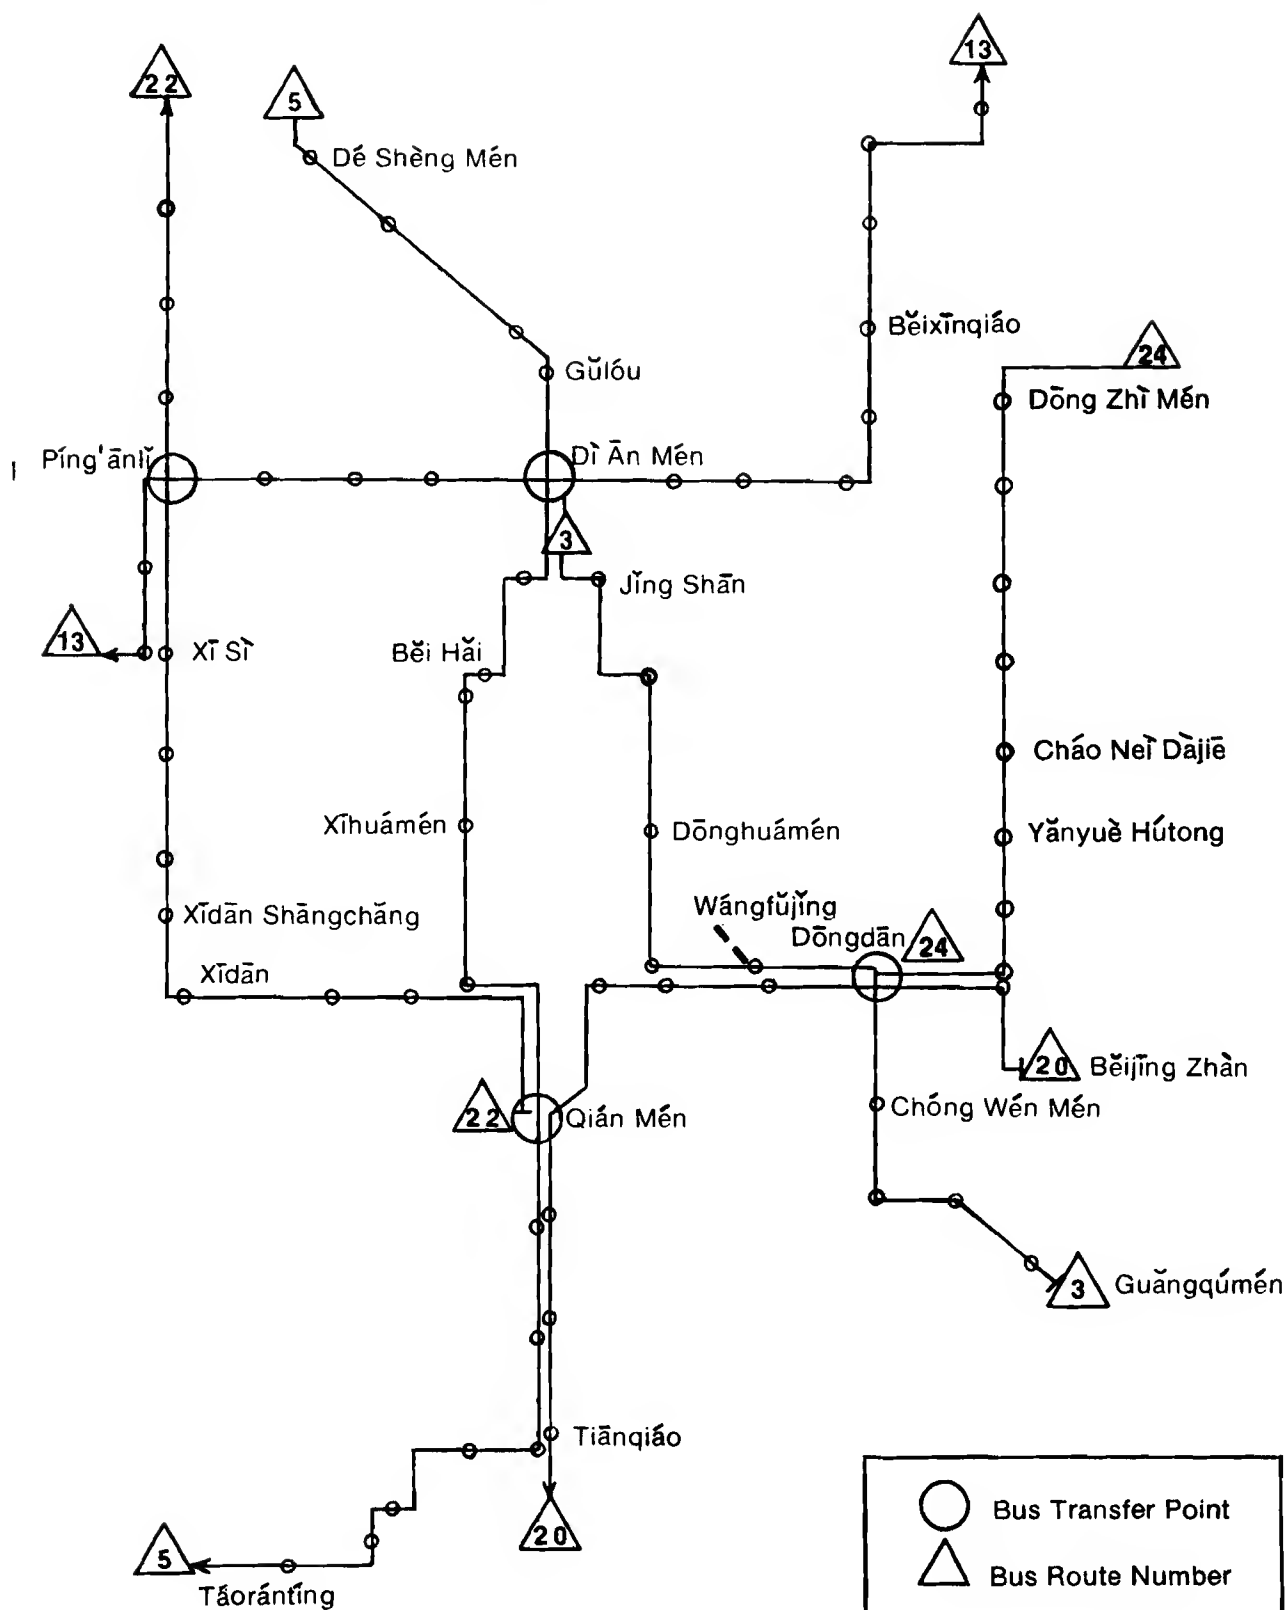 22
5
13
Dé Shèng Mén
Běixīnqiáo
24
Gǔlóu
Dōng Zhì Mén
Píng'ānlǐ
Dì Ān Mén
3
Jǐng Shān
13
Xī Sì
Běi Hǎi
Cháo Neì Dàjiē
Xīhuámén
Dōnghuámén
Yǎnyuè Hútong
Xīdān Shāngchǎng
Wángfǔjǐng
Dōngdān
24
Xīdān
20
Běijīng Zhàn
22
Qián Mén
Chóng Wén Mén
3
Guǎngqúmén
Tiānqiáo
5
20
Táorántíng
Bus Transfer Point
Bus Route Number